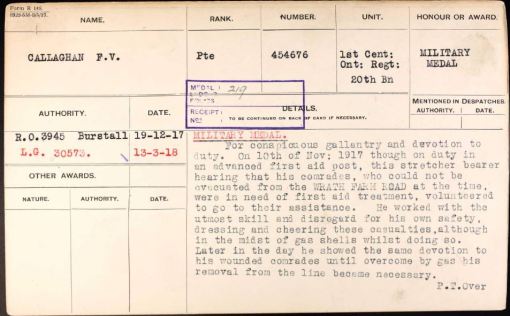 Form R 149.
NAME.
RANK.
NUMBER.
UNIT.
HONOUR OR AWARD.
CALLAGHAN F.V.
Pte
454676
1st Cent:
Ont: Regt:
20th Bn
MILITARY
MEDAL
MEDAL
219
RECEIPT
No:
AUTHORITY.
DATE.
DETAILS.
TO BE CONTINUED ON BACK OF CARD IF NECESSARY.
MENTIONED IN DESPATCHES
AUTHORITY.
DATE.
R.O.3945 Burstall
19-12-17
L.G. 30573.
13-3-18
OTHER AWARDS.
NATURE.
AUTHORITY.
DATE.
MILITARY MEDAL.
For conspicuous gallantry and devotion to
duty. On 10th of Nov: 1917 though on duty in
an advanced first aid post, this stretcher bearer
hearing that his comrades, who could not be
evacuated from the WRATH FARM ROAD at the time,
were in need of first aid treatment, volunteered
to go to their assistance. He worked with the
utmost skill and disregard for his own safety,
dressing and cheering these casualties,although
in the midst of gas shells whilst doing so.
Later in the day he showed the same devotion to
his wounded comrades until overcome by gas his
removal from the line became necessary.
P.T.Over